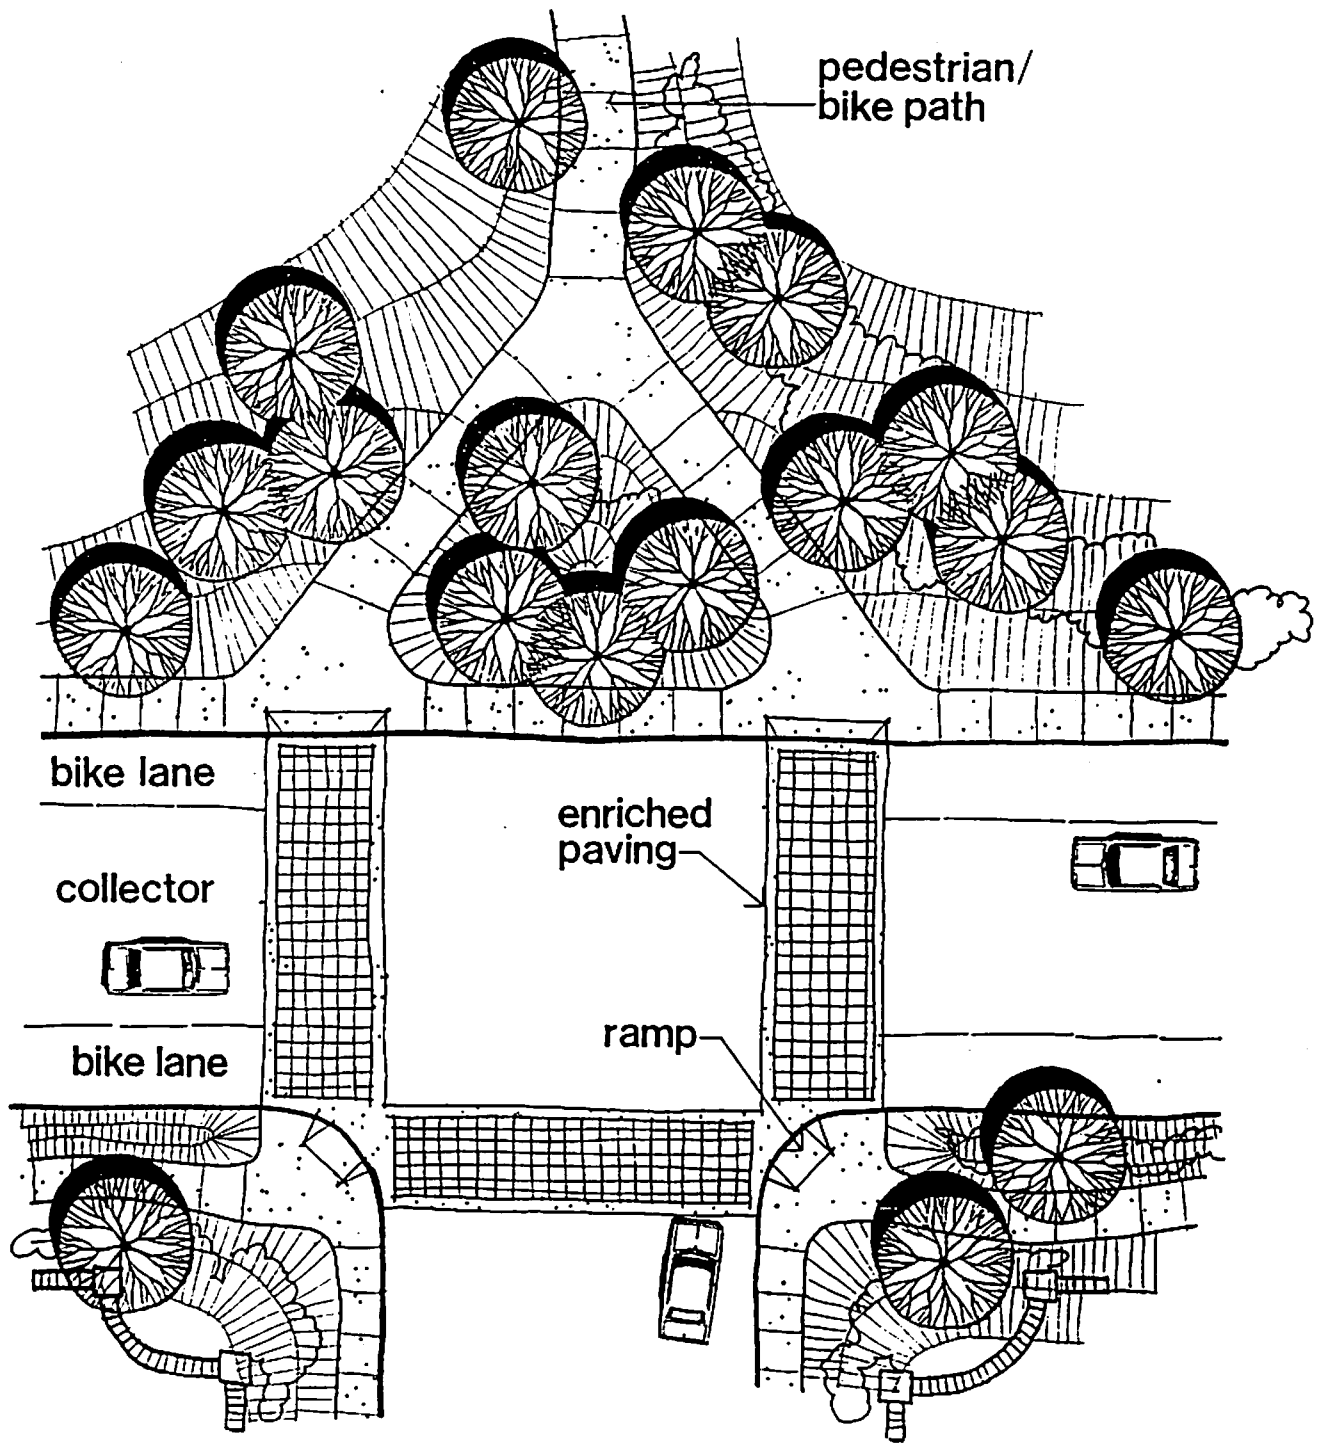 pedestrian/
bike path
bike lane
enriched
paving
collector
ramp
bike lane